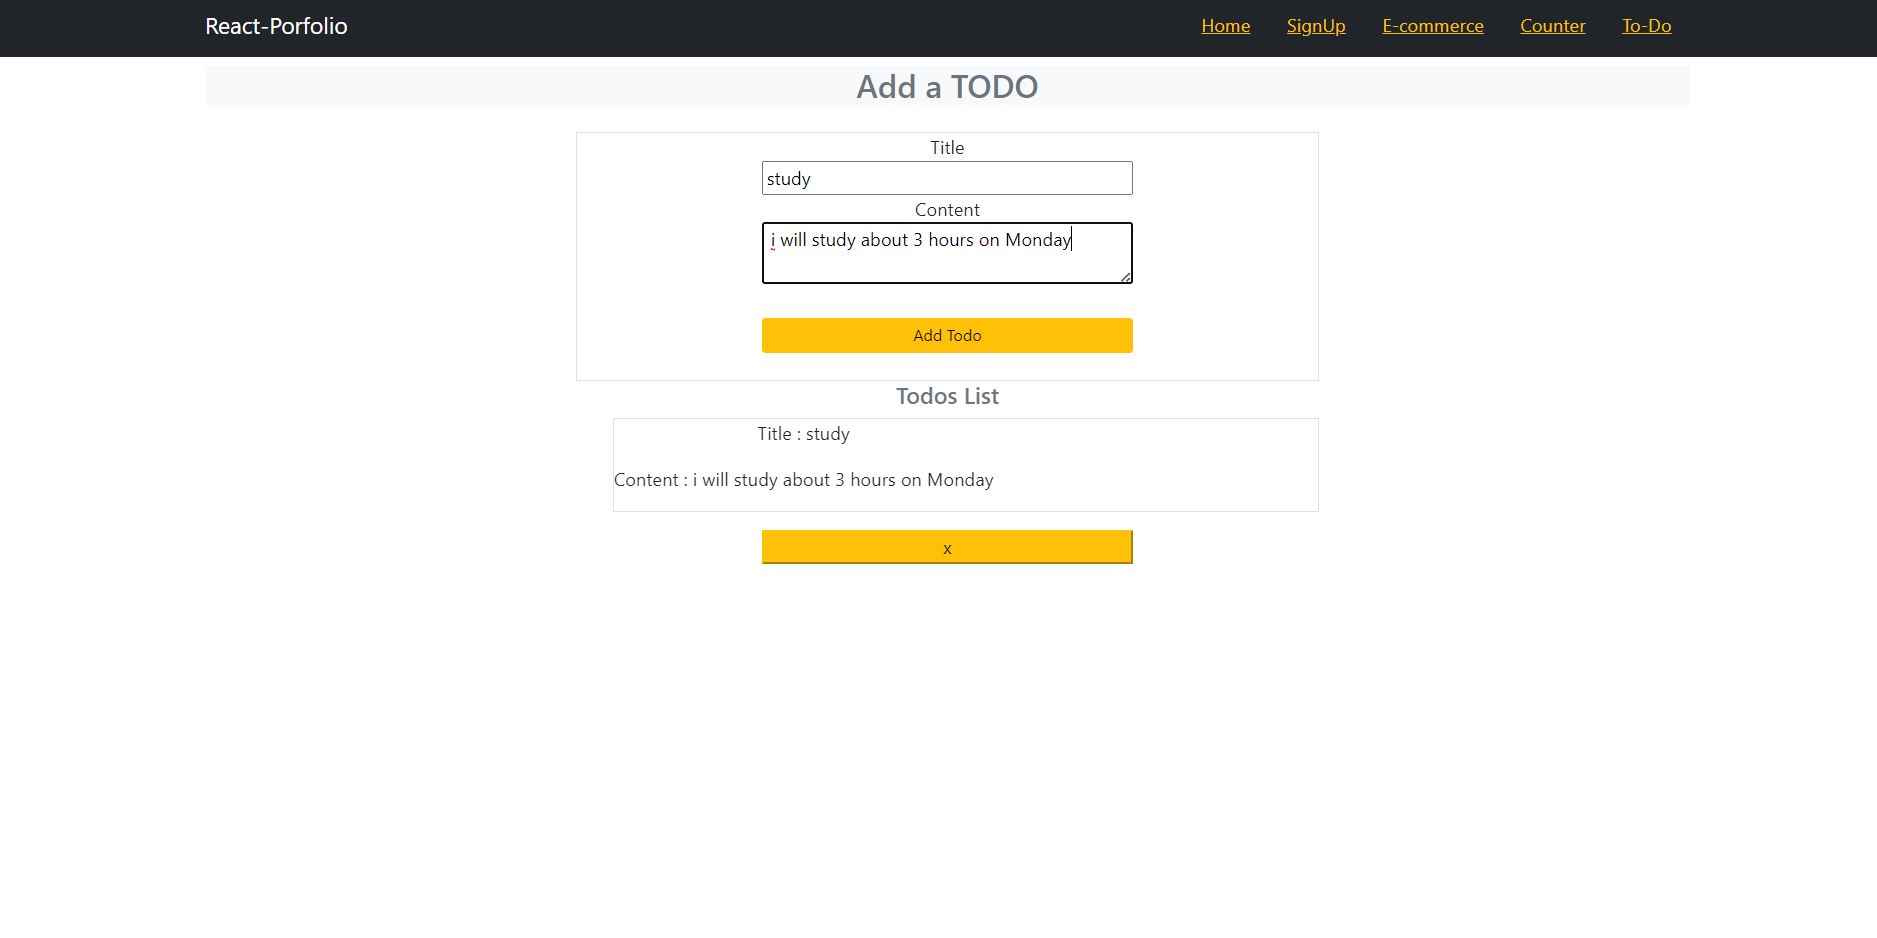 React-Porfolio Home SignUp E-commerce Counter To-Do
Add a TODO
Title
study
Content
i will study about 3 hours on Monday
Add Todo
Todos List
Title : study
Content : i will study about 3 hours on Monday
x